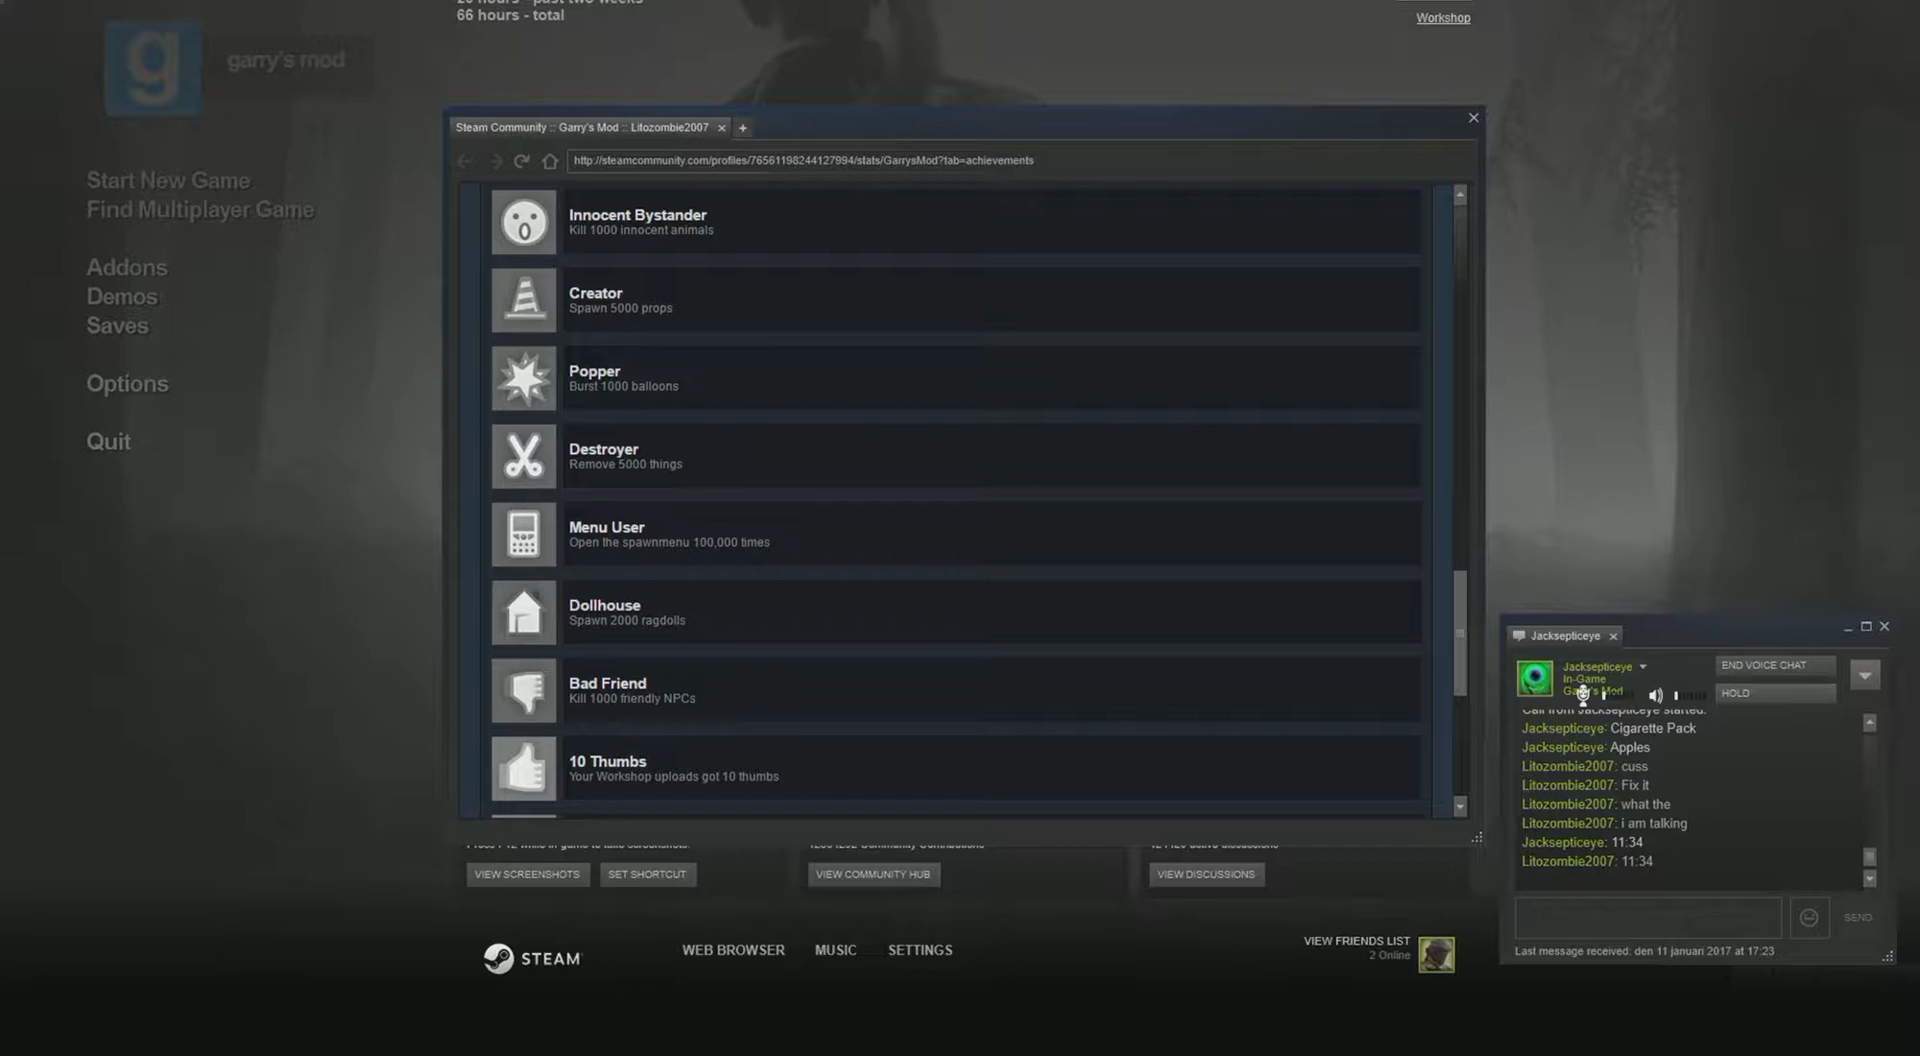 66 hours - total
Workshop
g
garry's mod
Start New Game
Find Multiplayer Game
Addons
Demos
Saves
Options
Quit
Steam Community :: Garry's Mod :: Litozombie2007
http://steamcommunity.com/profiles/76561198244127994/stats/GarrysMod?tab=achievements
Innocent Bystander
Kill 1000 innocent animals
Creator
Spawn 5000 props
Popper
Burst 1000 balloons
Destroyer
Remove 5000 things
Menu User
Open the spawnmenu 100,000 times
Dollhouse
Spawn 2000 ragdolls
Bad Friend
Kill 1000 friendly NPCs
10 Thumbs
Your Workshop uploads got 10 thumbs
VIEW SCREENSHOTS
SET SHORTCUT
VIEW COMMUNITY HUB
VIEW DISCUSSIONS
STEAM
WEB BROWSER
MUSIC
SETTINGS
VIEW FRIENDS LIST
2 Online
Jacksepticeye
Jacksepticeye
In-Game
Garry's Mod
END VOICE CHAT
HOLD
Call from Jacksepticeye started.
Jacksepticeye: Cigarette Pack
Jacksepticeye: Apples
Litozombie2007: cuss
Litozombie2007: Fix it
Litozombie2007: what the
Litozombie2007: i am talking
Jacksepticeye: 11:34
Litozombie2007: 11:34
SEND
Last message received: den 11 januari 2017 at 17:23